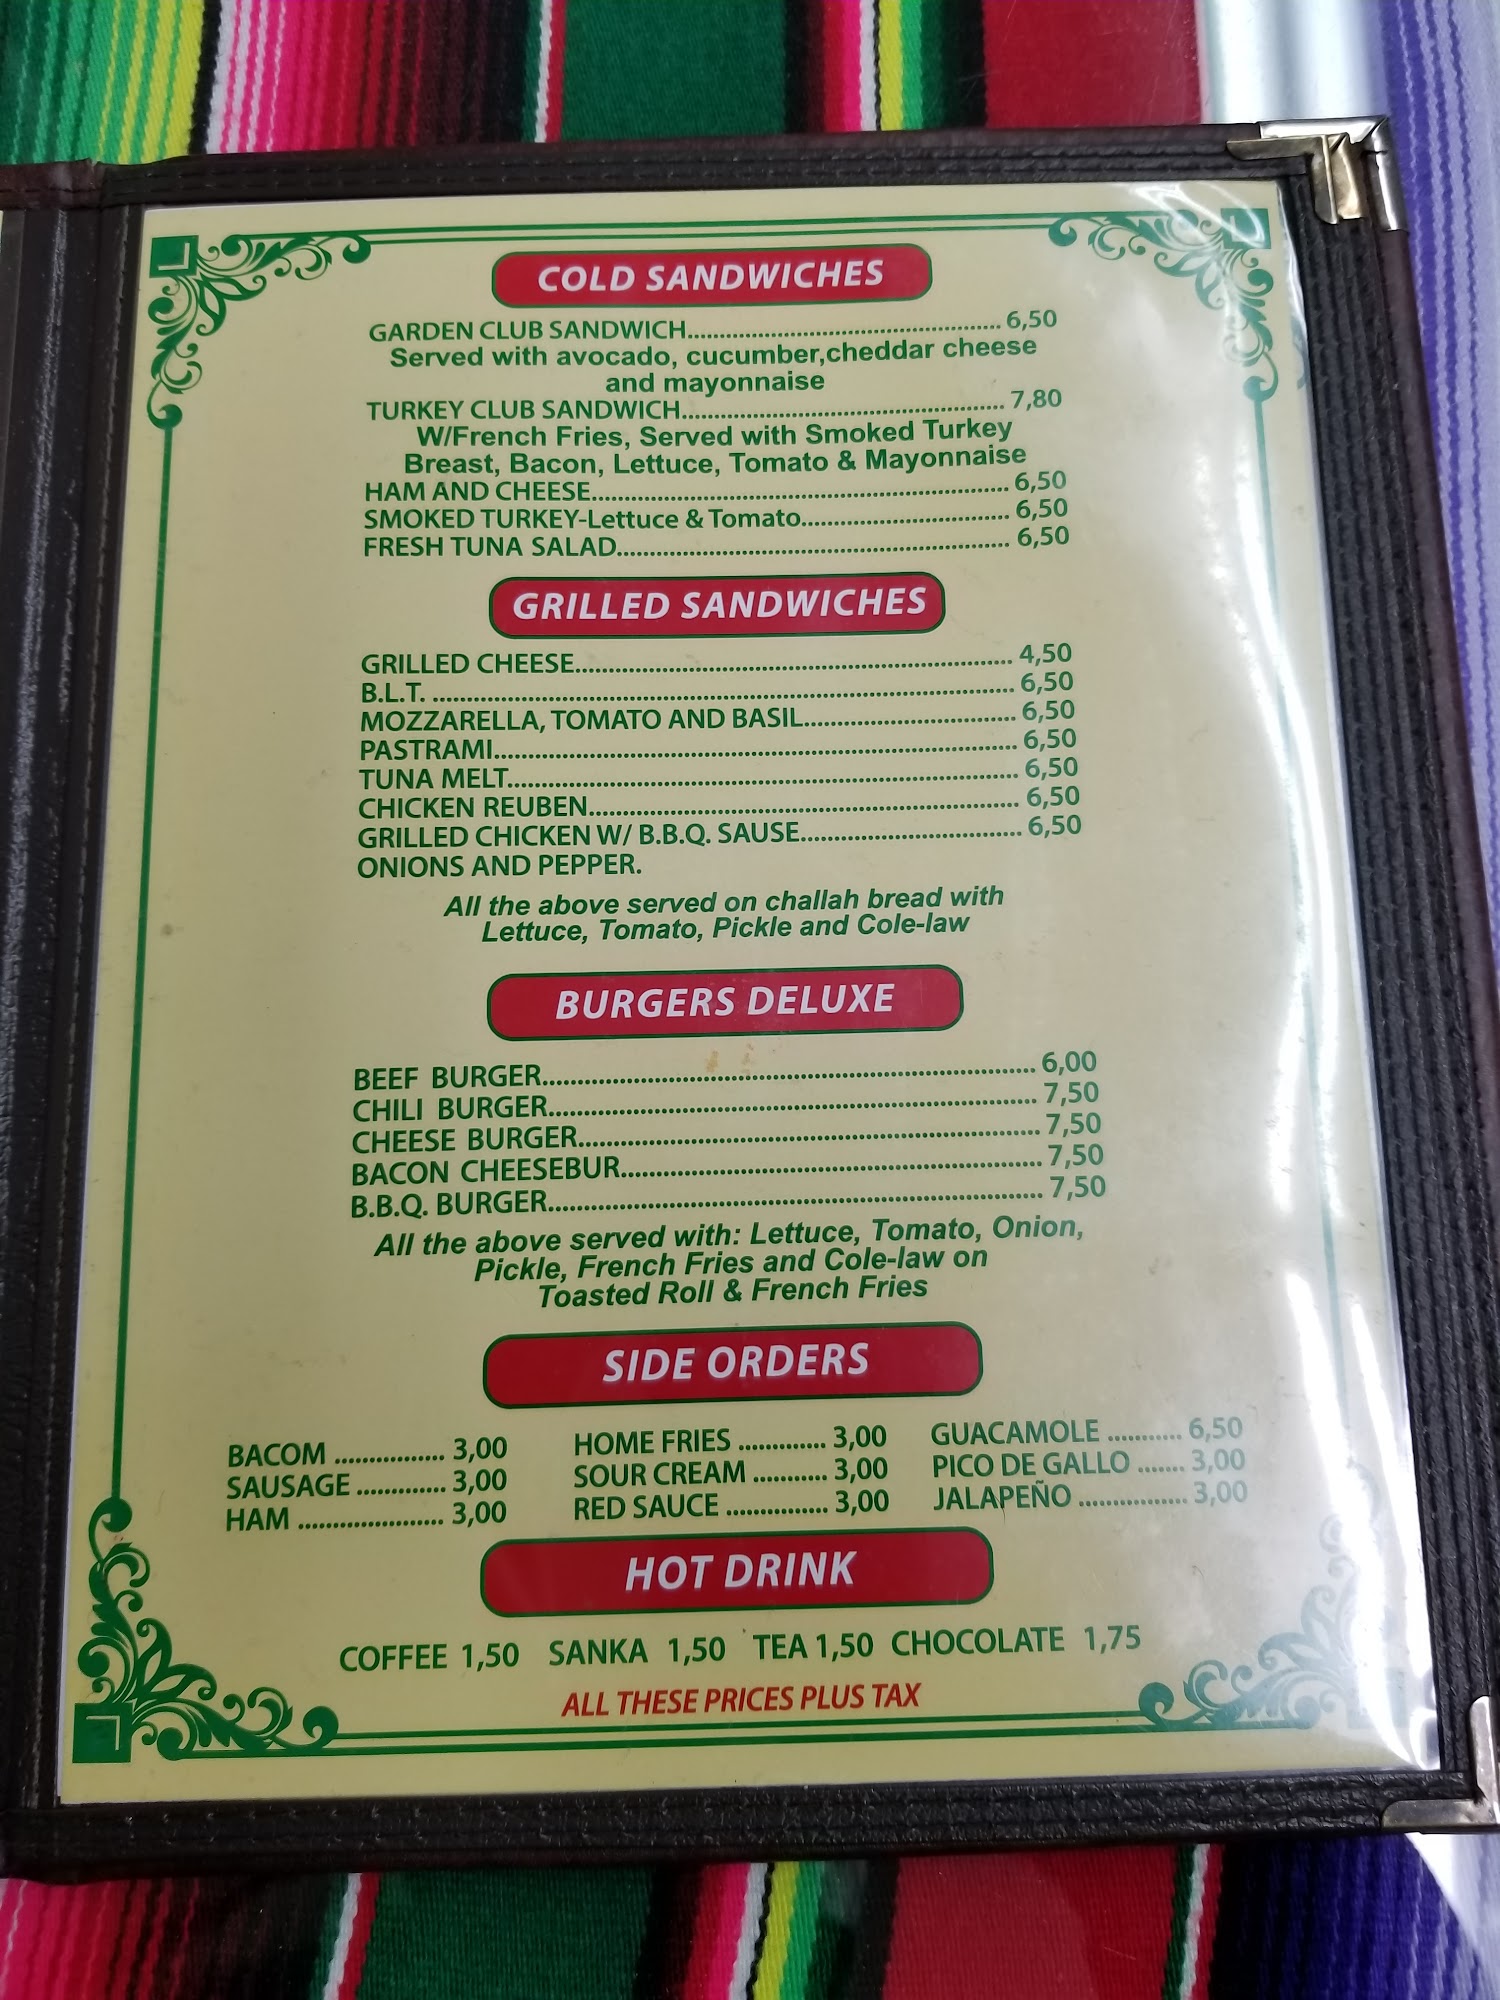 COLD SANDWICHES
GARDEN CLUB SANDWICH............................................ 6,50
Served with avocado, cucumber,cheddar cheese
and mayonnaise
TURKEY CLUB SANDWICH............................................ 7,80
W/French Fries, Served with Smoked Turkey
Breast, Bacon, Lettuce, Tomato & Mayonnaise
HAM AND CHEESE............................................ 6,50
SMOKED TURKEY-Lettuce & Tomato............................................ 6,50
FRESH TUNA SALAD............................................ 6,50
GRILLED SANDWICHES
GRILLED CHEESE............................................ 4,50
B.L.T. ............................................ 6,50
MOZZARELLA, TOMATO AND BASIL............................................ 6,50
PASTRAMI............................................ 6,50
TUNA MELT............................................ 6,50
CHICKEN REUBEN............................................ 6,50
GRILLED CHICKEN W/ B.B.Q. SAUSE............................................ 6,50
ONIONS AND PEPPER.
All the above served on challah bread with
Lettuce, Tomato, Pickle and Cole-law
BURGERS DELUXE
BEEF BURGER............................................ 6,00
CHILI BURGER............................................ 7,50
CHEESE BURGER............................................ 7,50
BACON CHEESEBUR............................................ 7,50
B.B.Q. BURGER............................................ 7,50
All the above served with: Lettuce, Tomato, Onion,
Pickle, French Fries and Cole-law on
Toasted Roll & French Fries
SIDE ORDERS
BACOM ................ 3,00
SAUSAGE ............. 3,00
HAM ..................... 3,00
HOME FRIES ............. 3,00
SOUR CREAM ........... 3,00
RED SAUCE ............... 3,00
GUACAMOLE ........... 6,50
PICO DE GALLO ....... 3,00
JALAPEÑO ................ 3,00
HOT DRINK
COFFEE 1,50 SANKA 1,50 TEA 1,50 CHOCOLATE 1,75
ALL THESE PRICES PLUS TAX